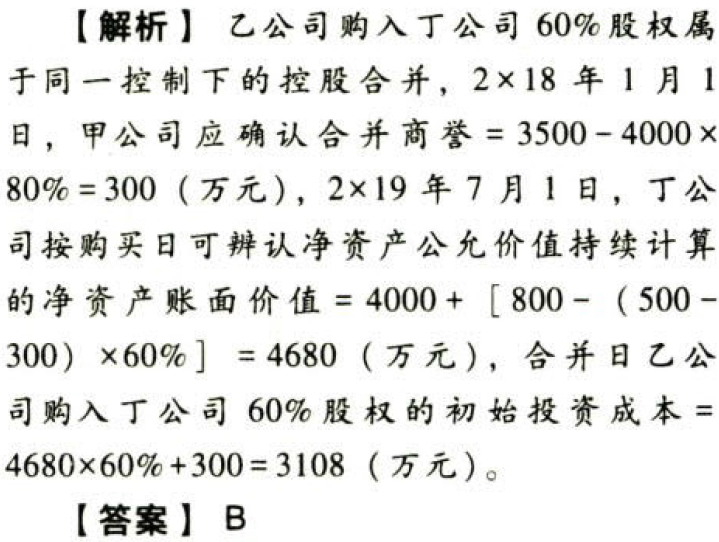 【解析】 乙公司购入丁公司 60%股权属
于同一控制下的控股合并，2×18 年 1 月 1
日，甲公司应确认合并商誉 = 3500－4000×
80% = 300（万元），2×19 年 7 月 1 日，丁公
司按购买日可辨认净资产公允价值持续计算
的净资产账面价值 = 4000 +［800－（500－
300）×60%］ = 4680（万元），合并日乙公
司购入丁公司 60%股权的初始投资成本 =
4680×60%+300 = 3108（万元）。
【答案】 B